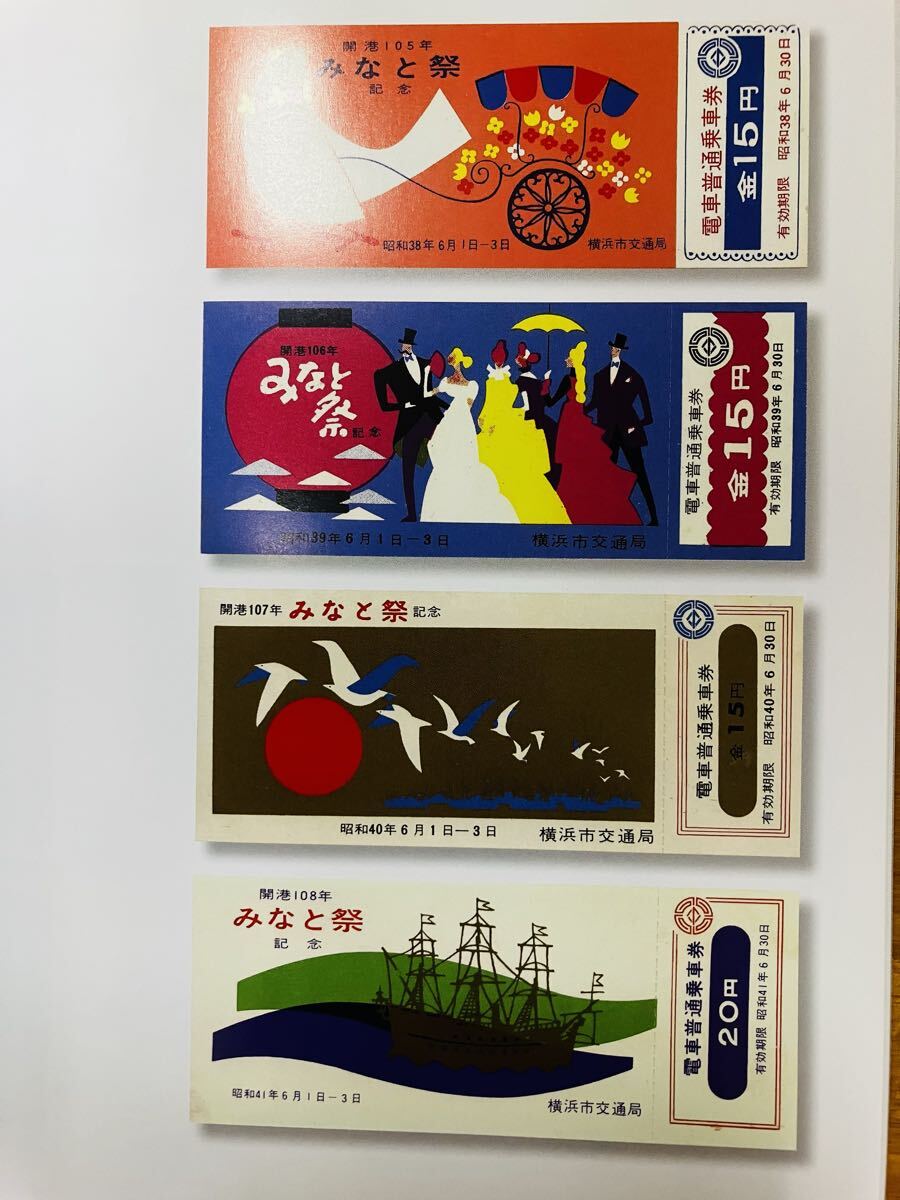 開港105年
みなと祭
記念
昭和38年6月1日－3日
横浜市交通局
電車普通乗車券
金15円
有効期限 昭和38年6月30日
開港106年
みなと
祭
記念
昭和39年6月1日－3日
横浜市交通局
電車普通乗車券
金15円
有効期限 昭和39年6月30日
開港107年 みなと祭 記念
昭和40年6月1日－3日
横浜市交通局
電車普通乗車券
金15円
有効期限 昭和40年6月30日
開港108年
みなと祭
記念
昭和41年6月1日－3日
横浜市交通局
電車普通乗車券
20円
有効期限 昭和41年6月30日